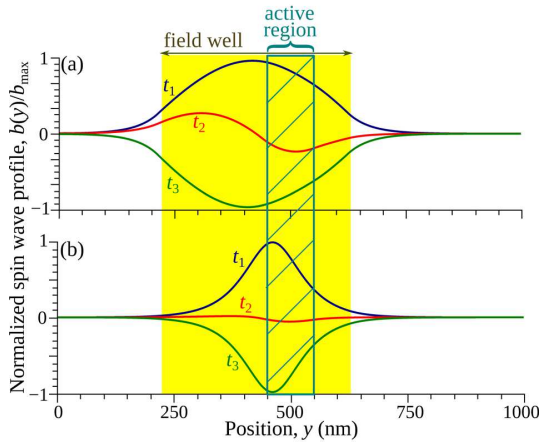 active
region
field well
Normalized spin wave profile, b(y)/b_max
1
(a)
t₁
t₂
0
t₃
−1
1
(b)
t₁
t₂
0
t₃
−1
0 250 500 750 1000
Position, y (nm)